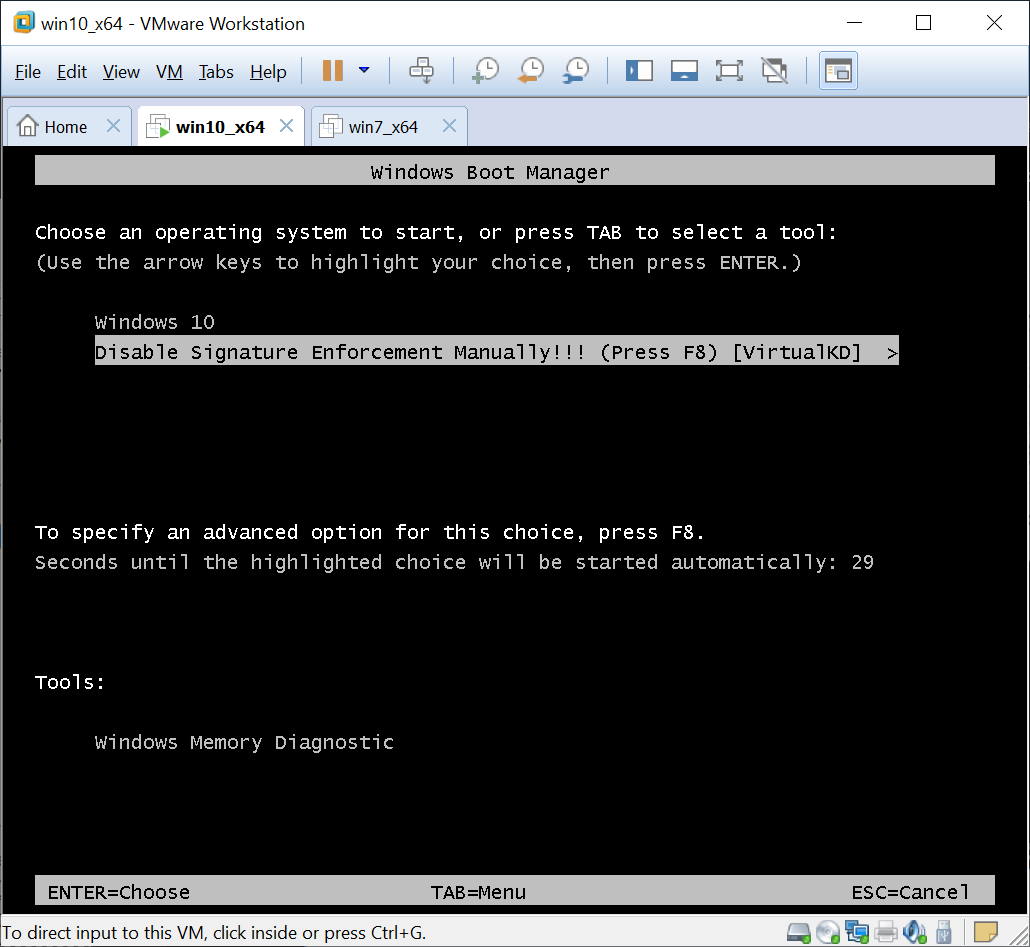 win10_x64 - VMware Workstation
File Edit View VM Tabs Help
Home win10_x64 win7_x64
Windows Boot Manager
Choose an operating system to start, or press TAB to select a tool:
(Use the arrow keys to highlight your choice, then press ENTER.)
Windows 10
Disable Signature Enforcement Manually!!! (Press F8) [VirtualKD] >
To specify an advanced option for this choice, press F8.
Seconds until the highlighted choice will be started automatically: 29
Tools:
Windows Memory Diagnostic
ENTER=Choose TAB=Menu ESC=Cancel
To direct input to this VM, click inside or press Ctrl+G.